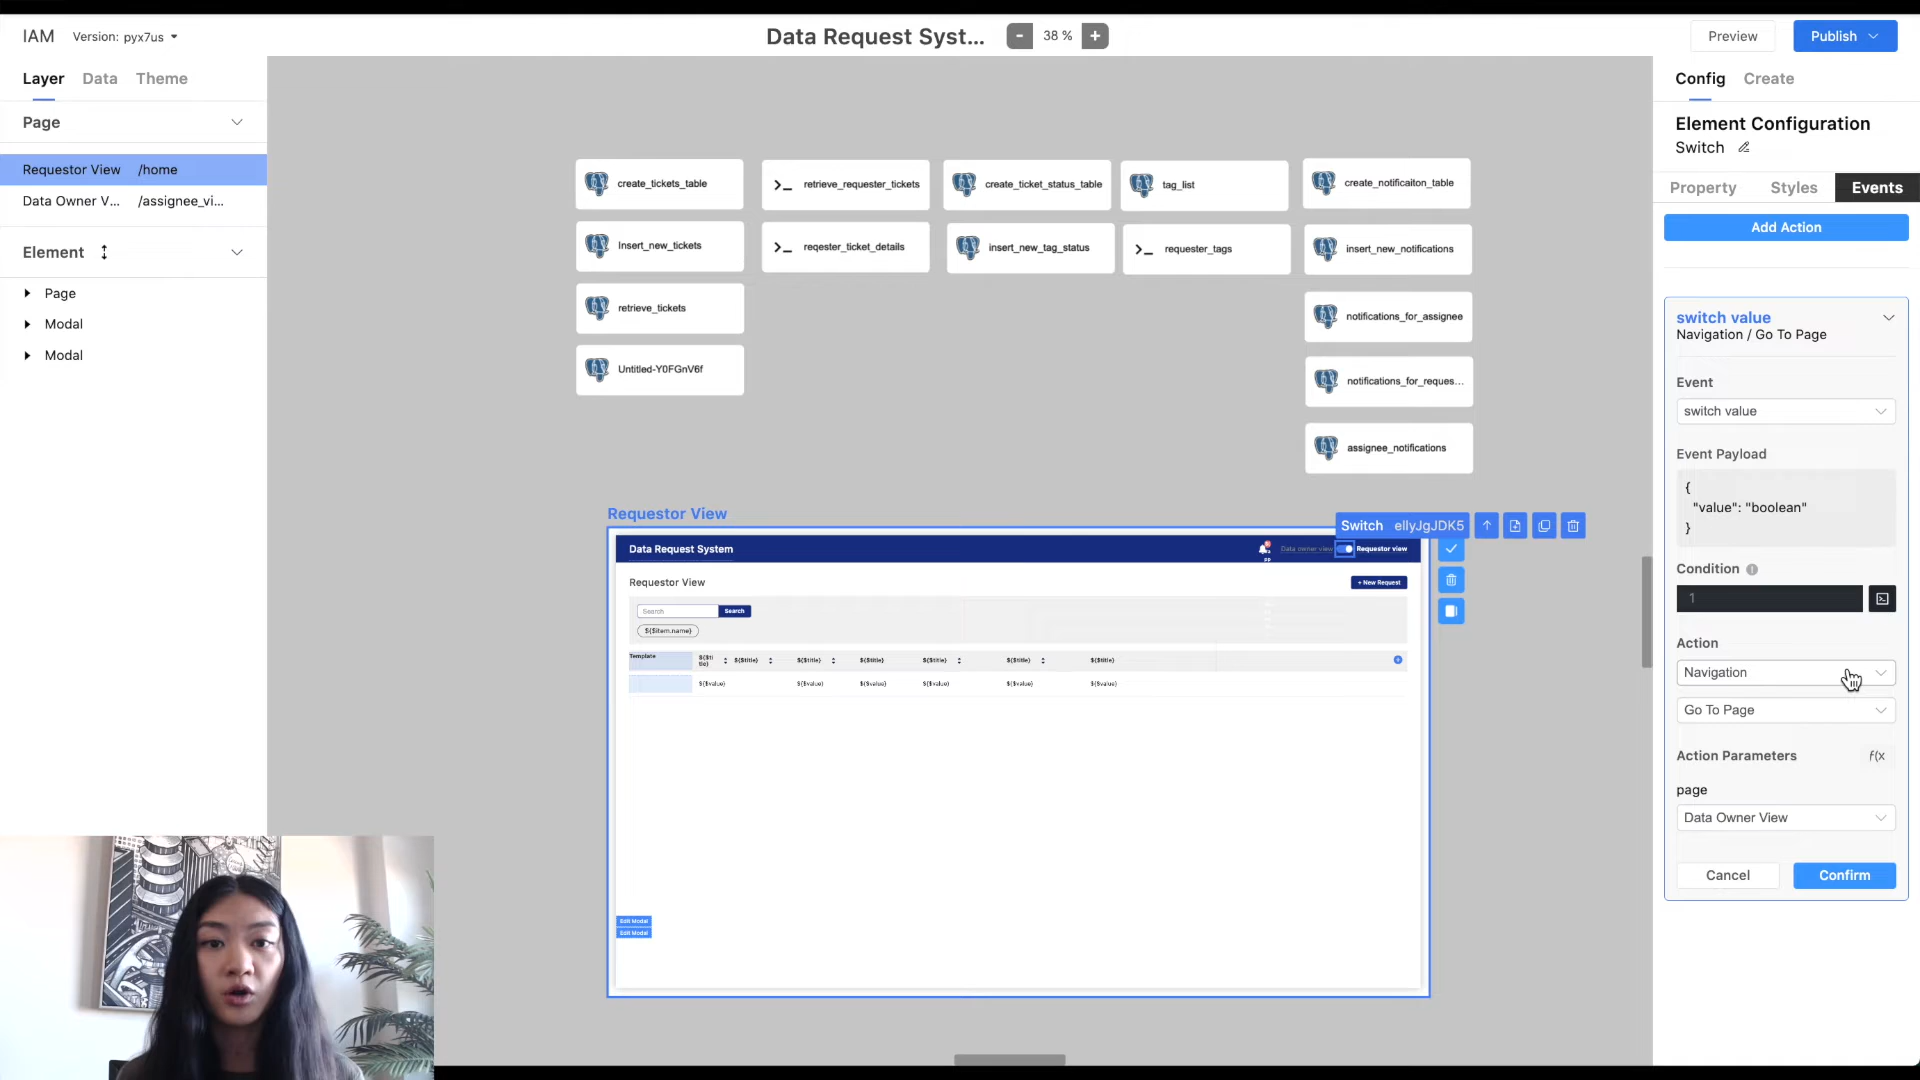 IAM
Version: pyx7us
Data Request Syst...
-
38 %
+
Preview
Publish
Layer
Data
Theme
Page
Requestor View
/home
Data Owner V...
/assignee_vi...
Element
Page
Modal
Modal
create_tickets_table
retrieve_requester_tickets
create_ticket_status_table
tag_list
create_notificaiton_table
Insert_new_tickets
reqester_ticket_details
insert_new_tag_status
requester_tags
insert_new_notifications
retrieve_tickets
notifications_for_assignee
Untitled-Y0FGnV6f
notifications_for_reques...
assignee_notifications
Requestor View
Switch
Data Request System
Data owner view
Requestor view
Requestor View
+ New Request
Search
Search
${$item.name}
Template
${$ti
tle}
${$title}
${$title}
${$title}
${$title}
${$title}
${$title}
${$value}
${$value}
${$value}
${$value}
${$value}
${$value}
Edit Modal
Edit Modal
Config
Create
Element Configuration
Switch
Property
Styles
Events
Add Action
switch value
Navigation / Go To Page
Event
switch value
Event Payload
{
"value": "boolean"
}
Condition
1
Action
Navigation
Go To Page
Action Parameters
f(x
page
Data Owner View
Cancel
Confirm